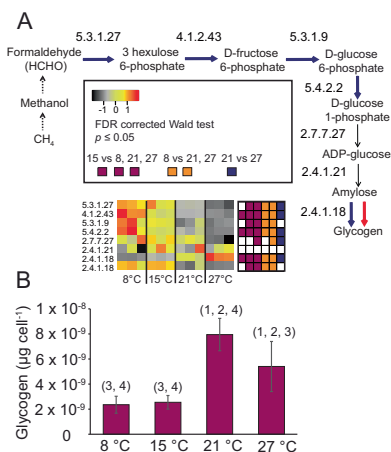 A
5.3.1.27 4.1.2.43 5.3.1.9
Formaldehyde (HCHO)
3 hexulose 6-phosphate
D-fructose 6-phosphate
D-glucose 6-phosphate
5.4.2.2
Methanol
CH4
D-glucose 1-phosphate
2.7.7.27
ADP-glucose
2.4.1.21
Amylose
2.4.1.18
Glycogen
-1 0 1
FDR corrected Wald test
p ≤ 0.05
15 vs 8, 21, 27 8 vs 21, 27 21 vs 27
5.3.1.27
4.1.2.43
5.3.1.9
5.4.2.2
2.7.7.27
2.4.1.21
2.4.1.18
2.4.1.18
8°C 15°C 21°C 27°C
B
Glycogen (µg cell-1)
1 x 10-8
8 x 10-9
6 x 10-9
4 x 10-9
2 x 10-9
0
(3, 4) (3, 4) (1, 2, 4) (1, 2, 3)
8 °C 15 °C 21 °C 27 °C